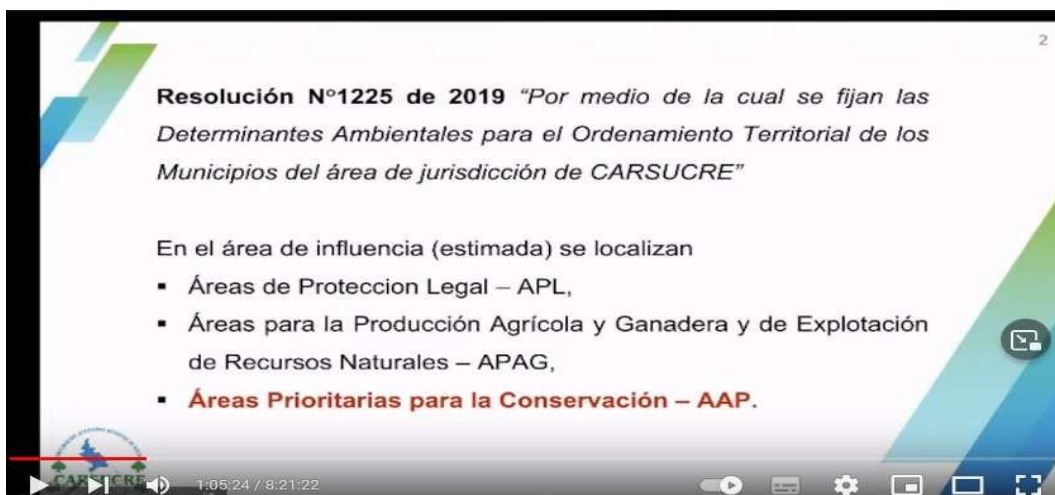 2
Resolución N°1225 de 2019 "Por medio de la cual se fijan las
Determinantes Ambientales para el Ordenamiento Territorial de los
Municipios del área de jurisdicción de CARSUCRE"
En el área de influencia (estimada) se localizan
▪ Áreas de Proteccion Legal – APL,
▪ Áreas para la Producción Agrícola y Ganadera y de Explotación
de Recursos Naturales – APAG,
▪ Áreas Prioritarias para la Conservación – AAP.
CARSUCRE
1:05:24 / 8:21:22